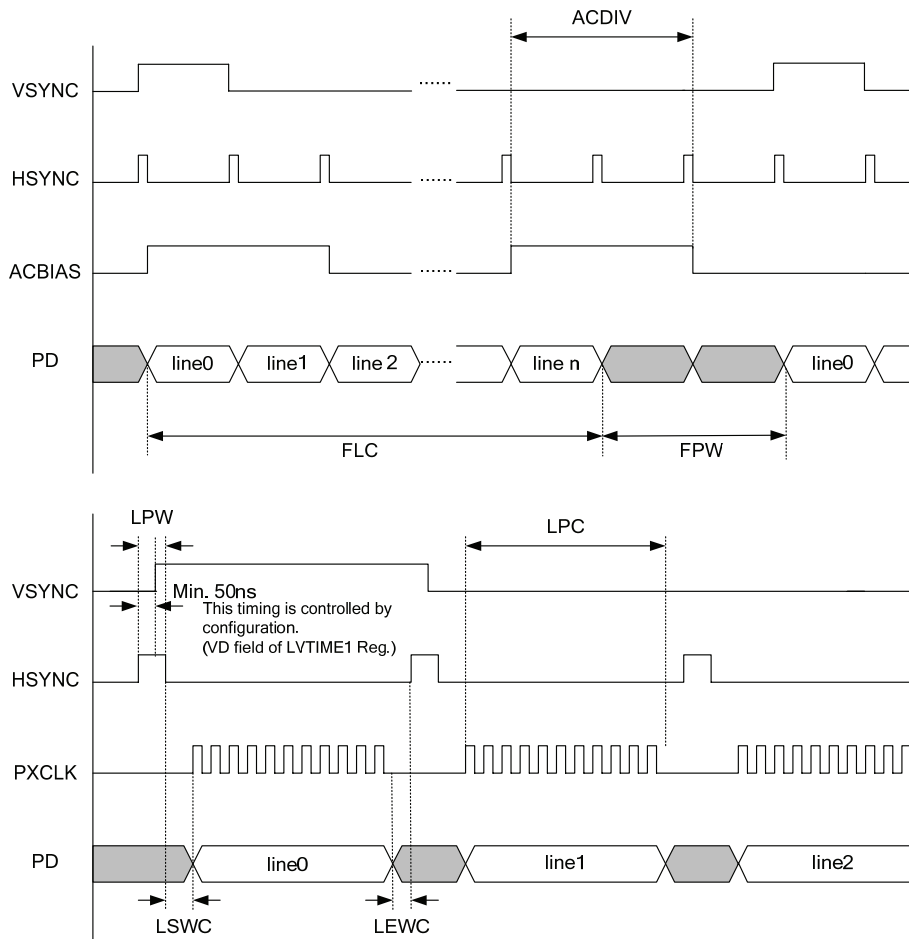 ACDIV
VSYNC ......
HSYNC ......
ACBIAS ......
PD line0 line1 line 2 ...... line n line0
FLC FPW
LPW LPC
VSYNC Min. 50ns
This timing is controlled by
configuration.
(VD field of LVTIME1 Reg.)
HSYNC
PXCLK
PD line0 line1 line2
LSWC LEWC